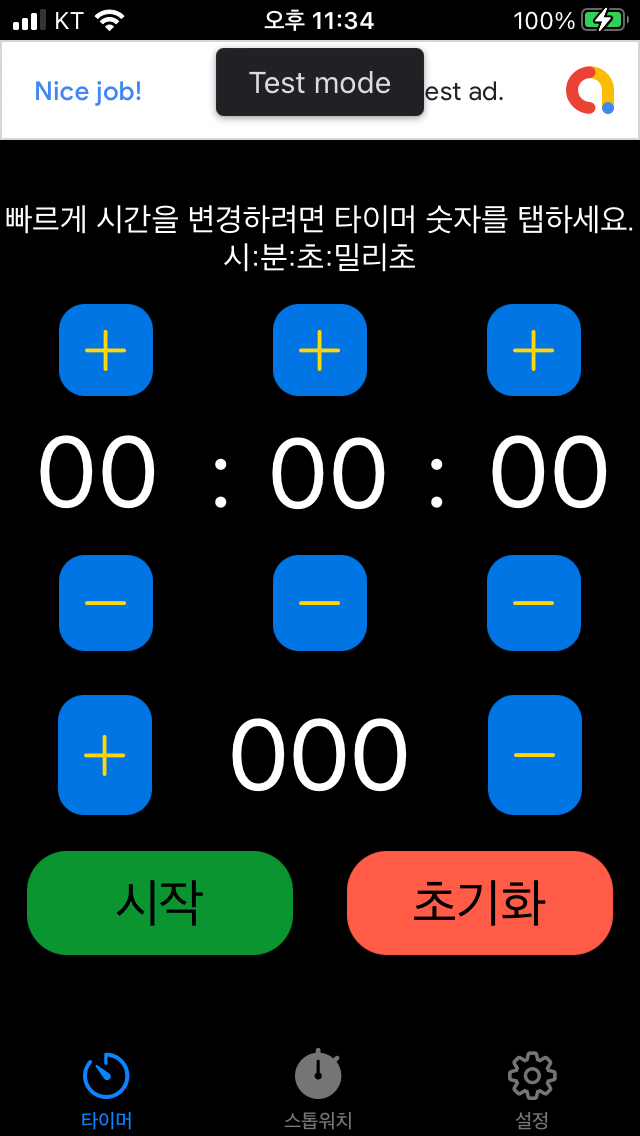 KT 오후 11:34 100%
Nice job! Test mode est ad.
빠르게 시간을 변경하려면 타이머 숫자를 탭하세요.
시:분:초:밀리초
+ + +
00 : 00 : 00
− − −
+ 000 −
시작 초기화
타이머 스톱워치 설정